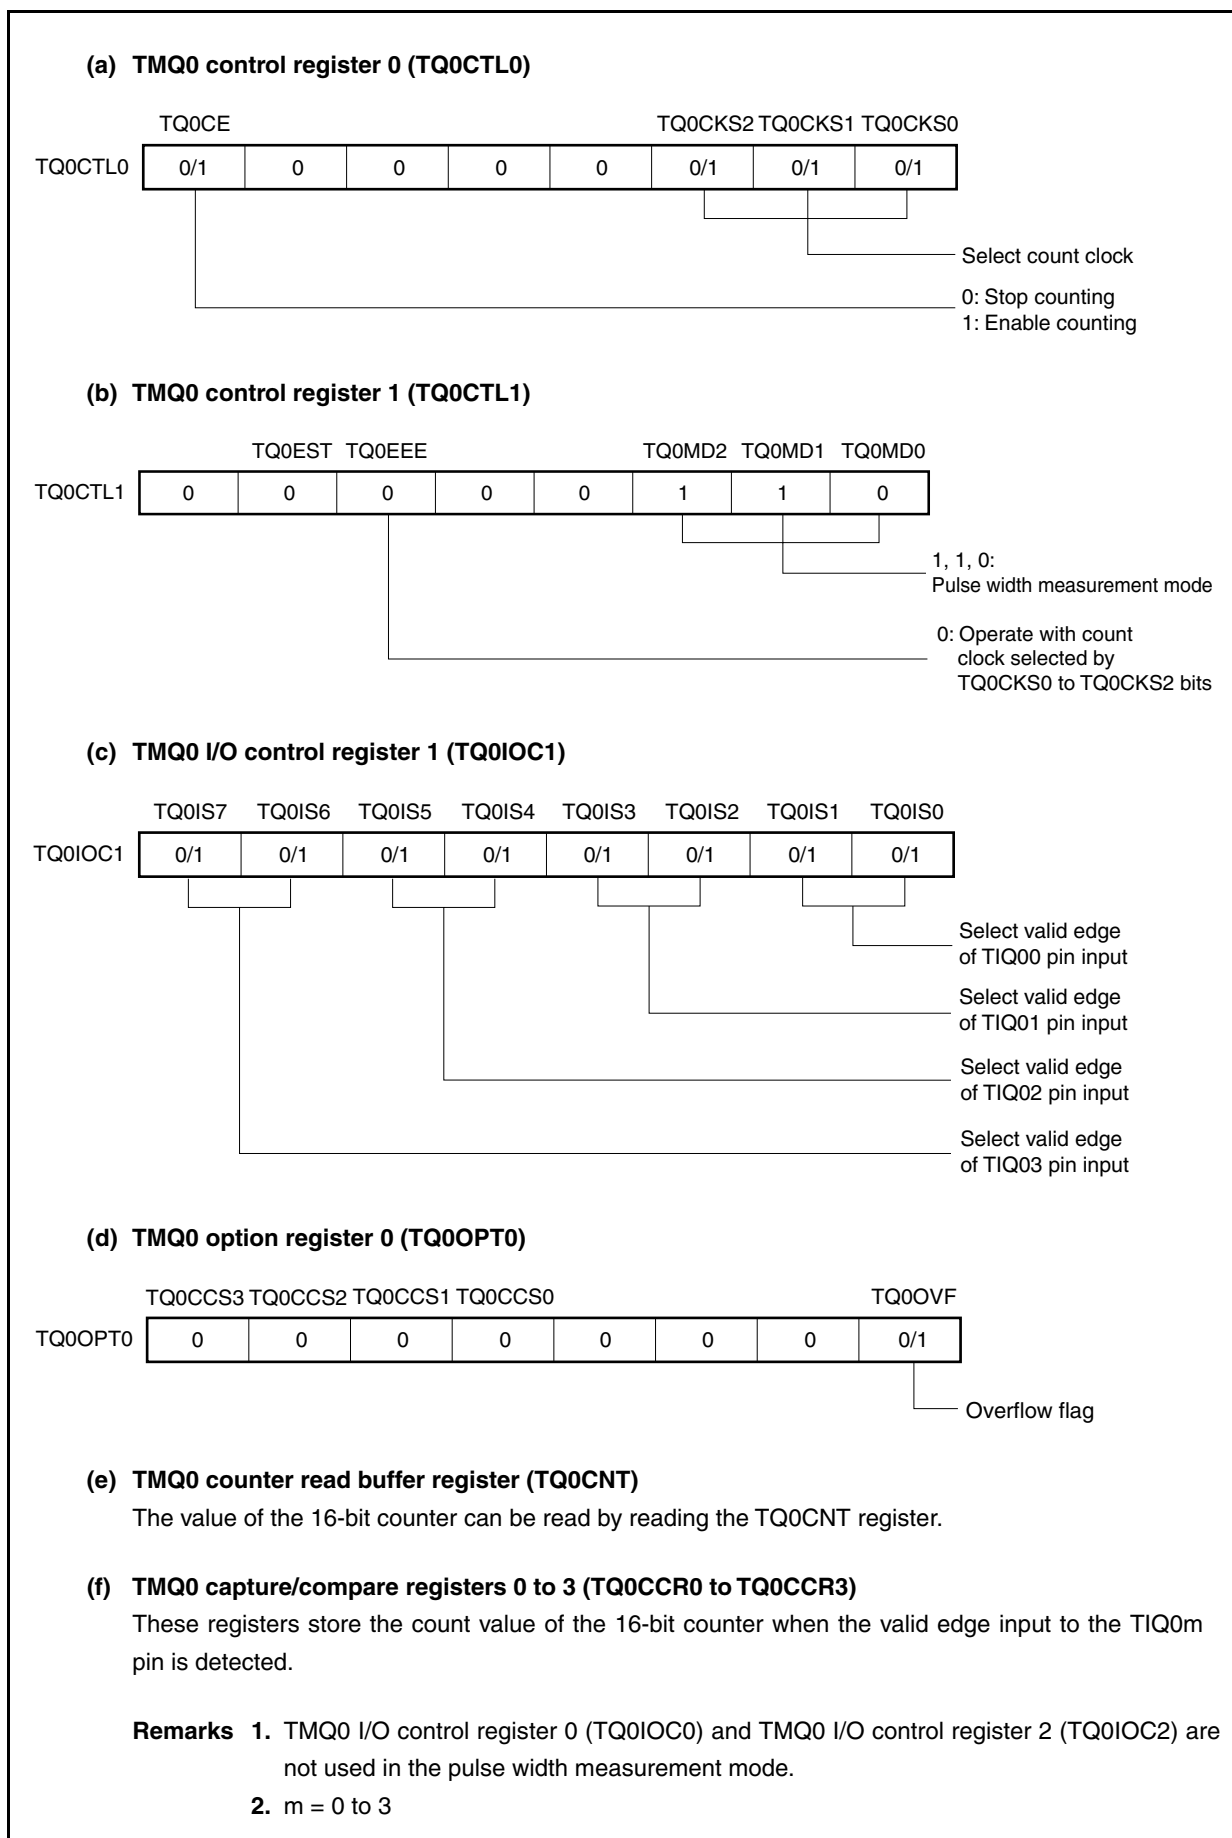 (a) TMQ0 control register 0 (TQ0CTL0)
TQ0CE TQ0CKS2 TQ0CKS1 TQ0CKS0
TQ0CTL0 0/1 0 0 0 0 0/1 0/1 0/1
Select count clock
0: Stop counting
1: Enable counting
(b) TMQ0 control register 1 (TQ0CTL1)
TQ0EST TQ0EEE TQ0MD2 TQ0MD1 TQ0MD0
TQ0CTL1 0 0 0 0 0 1 1 0
1, 1, 0:
Pulse width measurement mode
0: Operate with count
clock selected by
TQ0CKS0 to TQ0CKS2 bits
(c) TMQ0 I/O control register 1 (TQ0IOC1)
TQ0IS7 TQ0IS6 TQ0IS5 TQ0IS4 TQ0IS3 TQ0IS2 TQ0IS1 TQ0IS0
TQ0IOC1 0/1 0/1 0/1 0/1 0/1 0/1 0/1 0/1
Select valid edge
of TIQ00 pin input
Select valid edge
of TIQ01 pin input
Select valid edge
of TIQ02 pin input
Select valid edge
of TIQ03 pin input
(d) TMQ0 option register 0 (TQ0OPT0)
TQ0CCS3 TQ0CCS2 TQ0CCS1 TQ0CCS0 TQ0OVF
TQ0OPT0 0 0 0 0 0 0 0 0/1
Overflow flag
(e) TMQ0 counter read buffer register (TQ0CNT)
The value of the 16-bit counter can be read by reading the TQ0CNT register.
(f) TMQ0 capture/compare registers 0 to 3 (TQ0CCR0 to TQ0CCR3)
These registers store the count value of the 16-bit counter when the valid edge input to the TIQ0m
pin is detected.
Remarks 1. TMQ0 I/O control register 0 (TQ0IOC0) and TMQ0 I/O control register 2 (TQ0IOC2) are
not used in the pulse width measurement mode.
2. m = 0 to 3